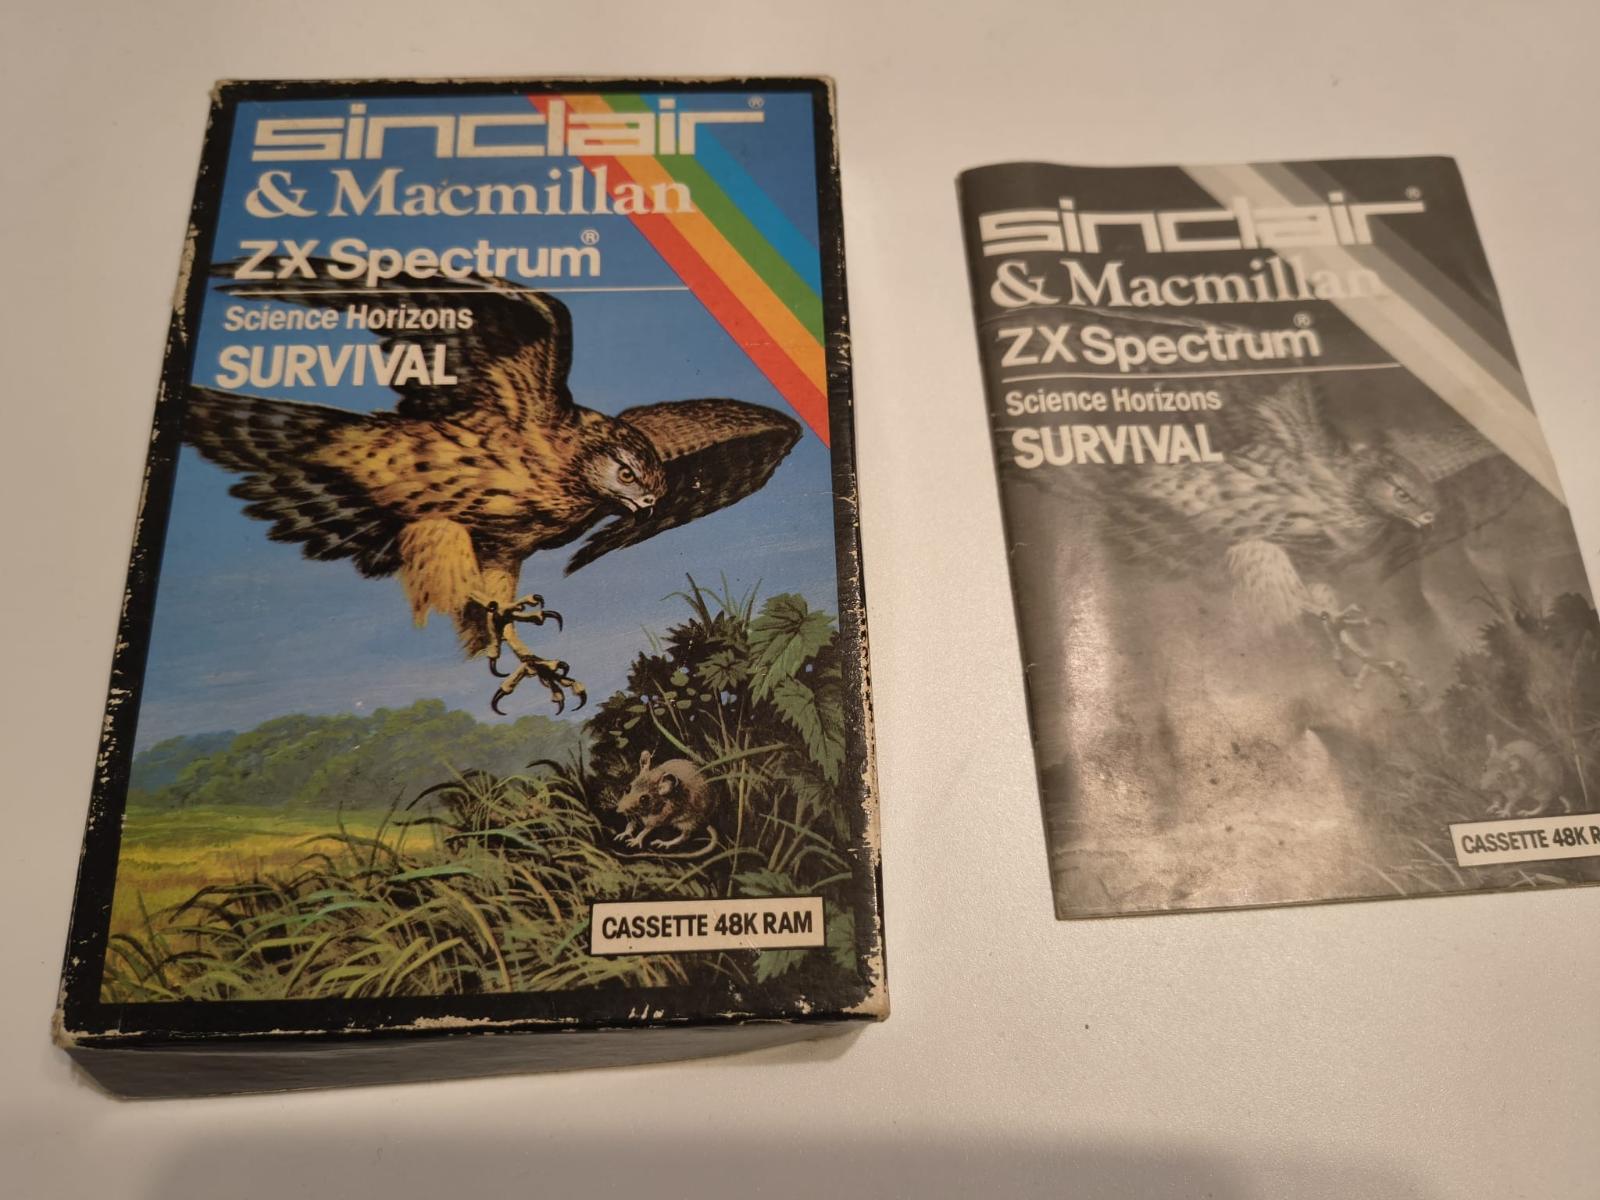 sinclair®
& Macmillan
ZX Spectrum®
Science Horizons
SURVIVAL
CASSETTE 48K RAM
sinclair®
& Macmillan
ZX Spectrum®
Science Horizons
SURVIVAL
CASSETTE 48K R